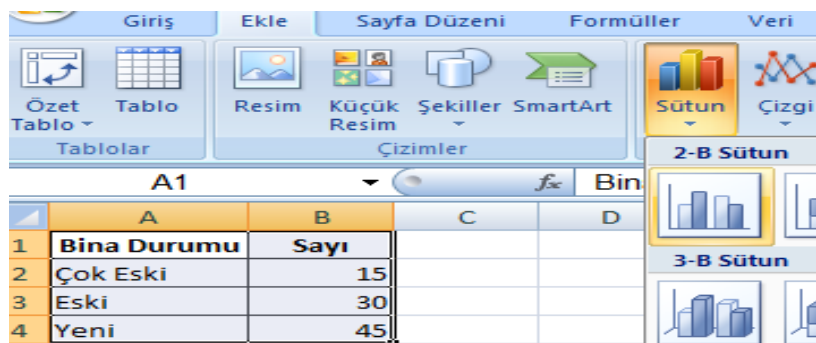 Giriş Ekle Sayfa Düzeni Formüller Veri
Özet Tablo Resim Küçük Şekiller SmartArt Sütun Çizgi
Tablo Resim
Tablolar Çizimler
2-B Sütun
A1 fx Bin
A B C D
3-B Sütun
1 Bina Durumu Sayı
2 Çok Eski 15
3 Eski 30
4 Yeni 45